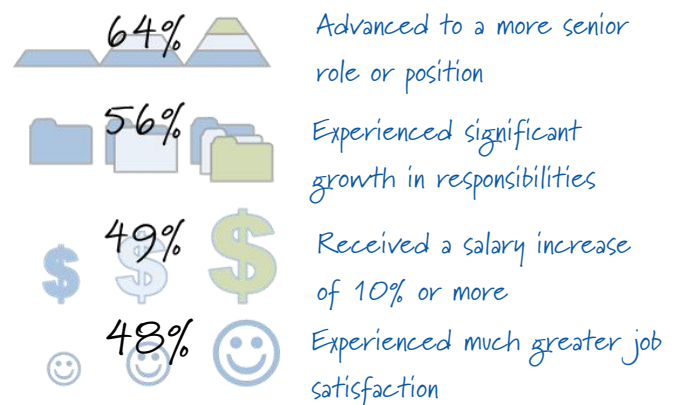 64%
Advanced to a more senior
role or position
56%
Experienced significant
growth in responsibilities
49%
Received a salary increase
of 10% or more
48%
Experienced much greater job
satisfaction